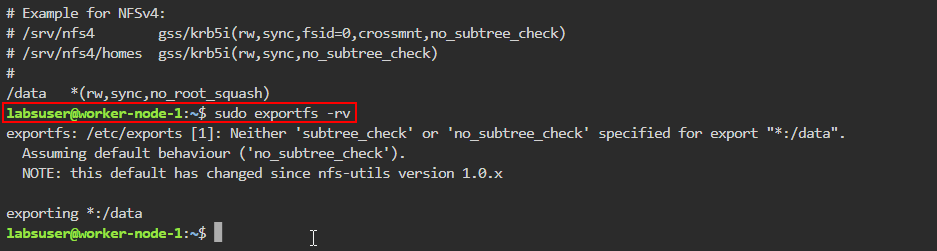 # Example for NFSv4:
# /srv/nfs4        gss/krb5i(rw,sync,fsid=0,crossmnt,no_subtree_check)
# /srv/nfs4/homes  gss/krb5i(rw,sync,no_subtree_check)
#
/data   *(rw,sync,no_root_squash)
labsuser@worker-node-1:~$ sudo exportfs -rv
exportfs: /etc/exports [1]: Neither 'subtree_check' or 'no_subtree_check' specified for export "*:/data".
  Assuming default behaviour ('no_subtree_check').
  NOTE: this default has changed since nfs-utils version 1.0.x

exporting *:/data
labsuser@worker-node-1:~$